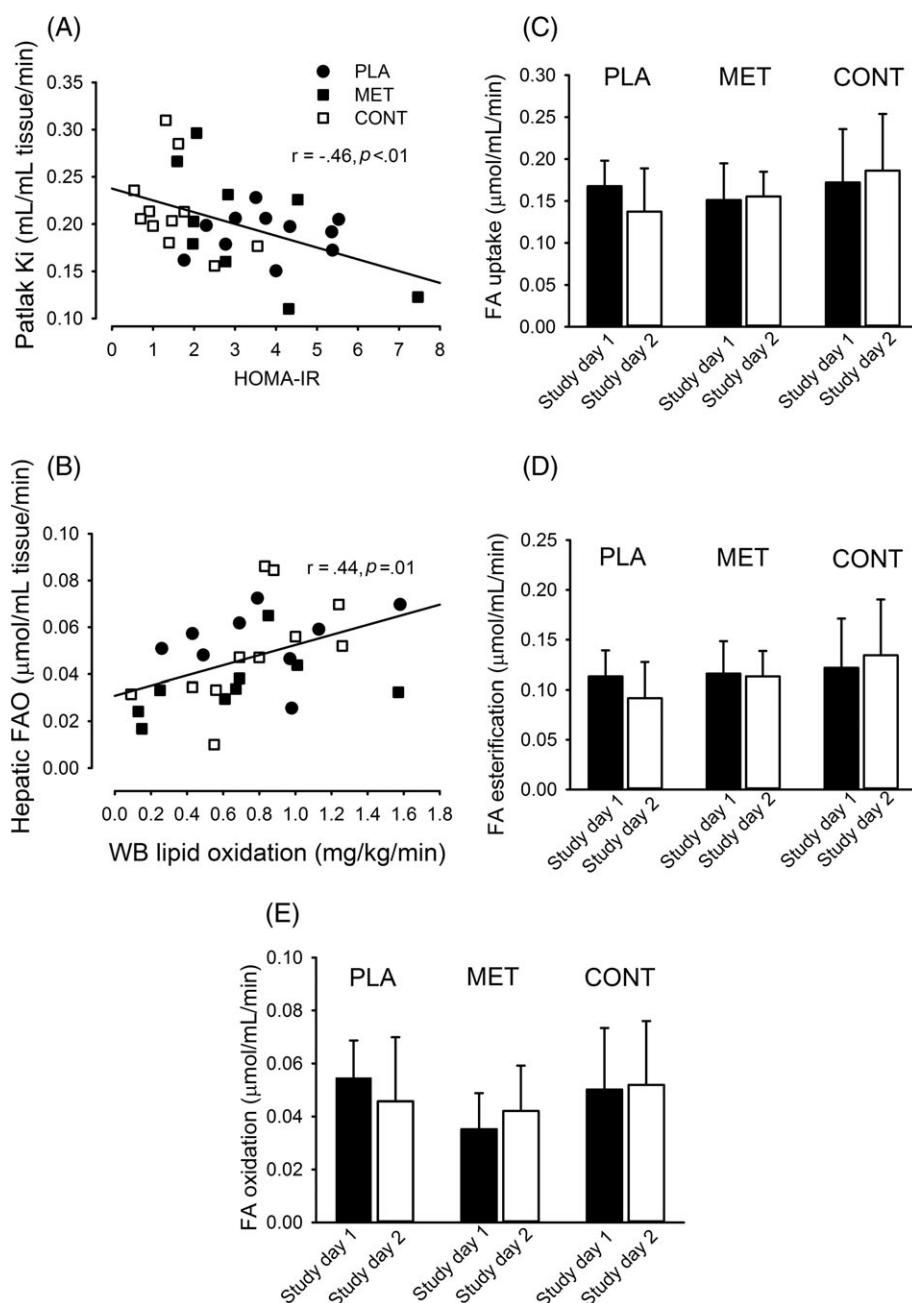 (A)
Patlak Ki (mL/mL tissue/min)
0.35
0.30
0.25
0.20
0.15
0.10
PLA
MET
CONT
r = -.46, p<.01
0 1 2 3 4 5 6 7 8
HOMA-IR
(B)
Hepatic FAO (μmol/mL tissue/min)
0.10
0.08
0.06
0.04
0.02
0.00
r = .44, p=.01
0.0 0.2 0.4 0.6 0.8 1.0 1.2 1.4 1.6 1.8
WB lipid oxidation (mg/kg/min)
(C)
FA uptake (μmol/mL/min)
0.30
0.25
0.20
0.15
0.10
0.05
0.00
PLA MET CONT
Study day 1 Study day 2 Study day 1 Study day 2 Study day 1 Study day 2
(D)
FA esterification (μmol/mL/min)
0.25
0.20
0.15
0.10
0.05
0.00
PLA MET CONT
Study day 1 Study day 2 Study day 1 Study day 2 Study day 1 Study day 2
(E)
FA oxidation (μmol/mL/min)
0.10
0.08
0.06
0.04
0.02
0.00
PLA MET CONT
Study day 1 Study day 2 Study day 1 Study day 2 Study day 1 Study day 2